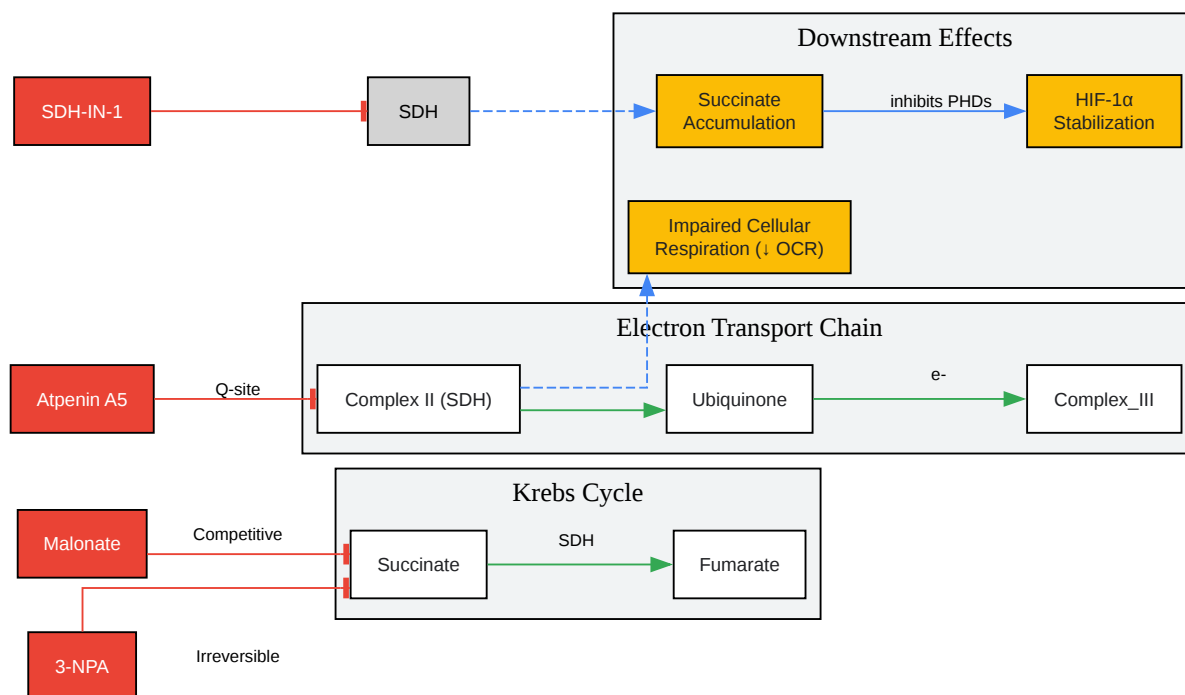 Downstream Effects
SDH-IN-1
SDH
Succinate
Accumulation
inhibits PHDs
HIF-1α
Stabilization
Impaired Cellular
Respiration (↓ OCR)
Electron Transport Chain
Atpenin A5
Q-site
Complex II (SDH)
Ubiquinone
e-
Complex_III
Krebs Cycle
Malonate
Competitive
Succinate
SDH
Fumarate
3-NPA
Irreversible